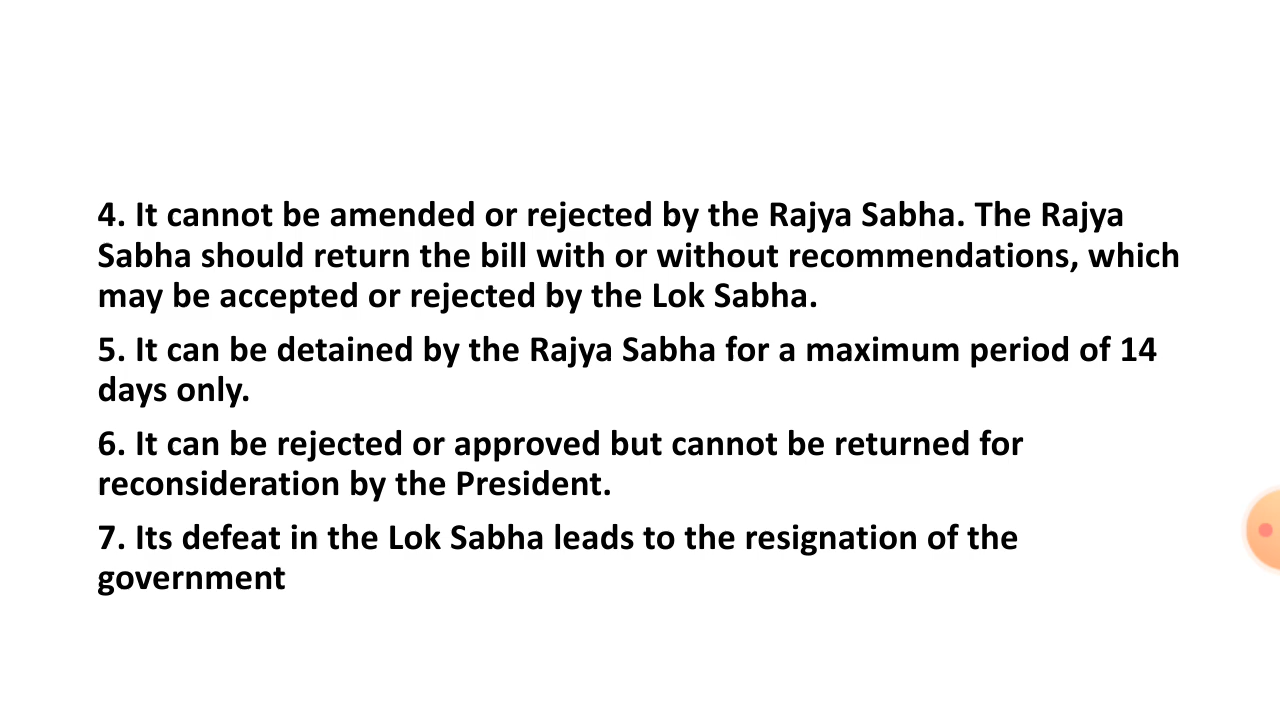 4. It cannot be amended or rejected by the Rajya Sabha. The Rajya
Sabha should return the bill with or without recommendations, which
may be accepted or rejected by the Lok Sabha.
5. It can be detained by the Rajya Sabha for a maximum period of 14
days only.
6. It can be rejected or approved but cannot be returned for
reconsideration by the President.
7. Its defeat in the Lok Sabha leads to the resignation of the
government